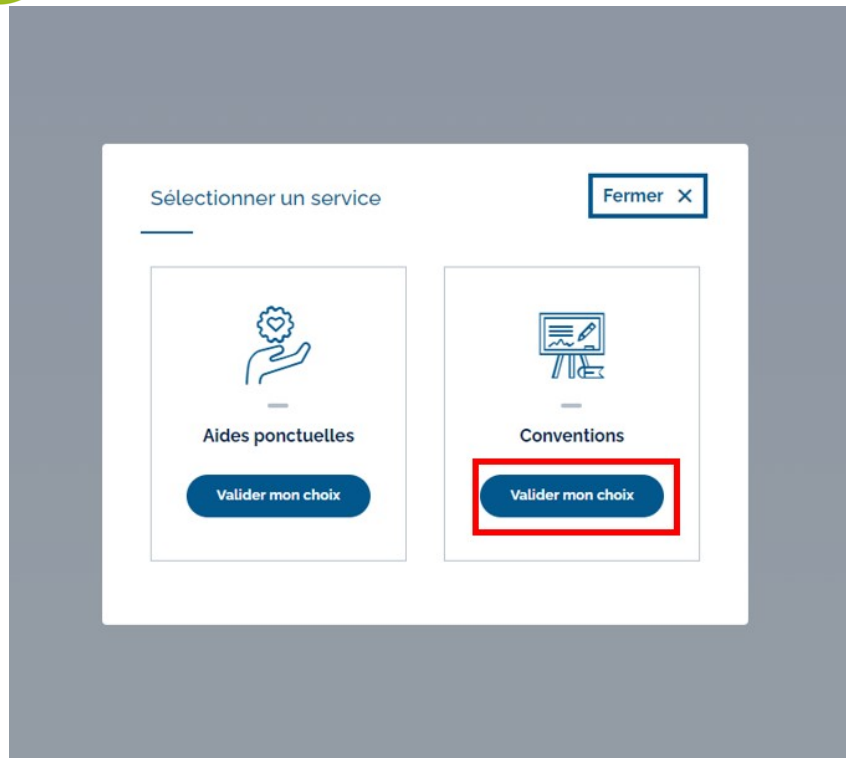 Sélectionner un service
Fermer X
Aides ponctuelles
Conventions
Valider mon choix
Valider mon choix